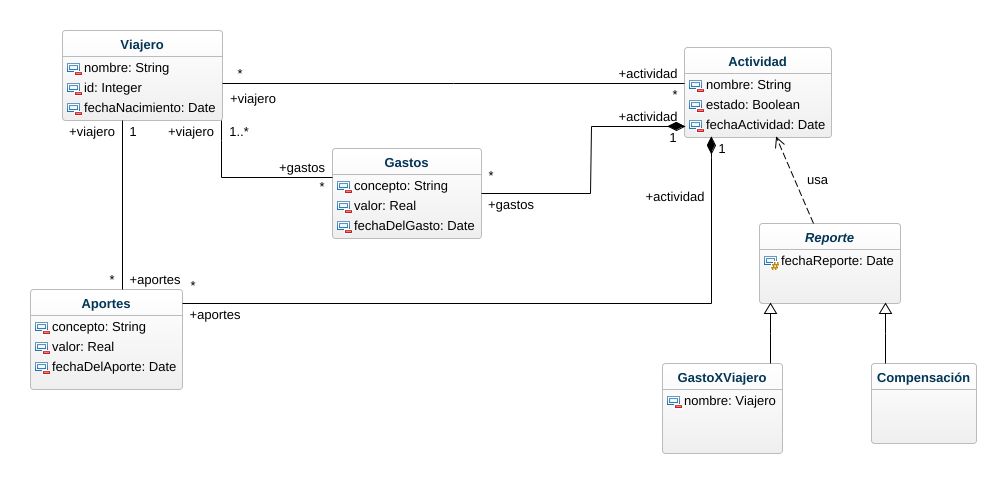 Viajero
nombre: String
id: Integer
fechaNacimiento: Date
*
+actividad
+viajero
*
Actividad
nombre: String
estado: Boolean
fechaActividad: Date
+actividad
1
1
+viajero
1
+viajero
1..*
+gastos
*
Gastos
concepto: String
valor: Real
fechaDelGasto: Date
*
+gastos
+actividad
usa
Reporte
fechaReporte: Date
*
+aportes
*
+aportes
Aportes
concepto: String
valor: Real
fechaDelAporte: Date
GastoXViajero
nombre: Viajero
Compensación